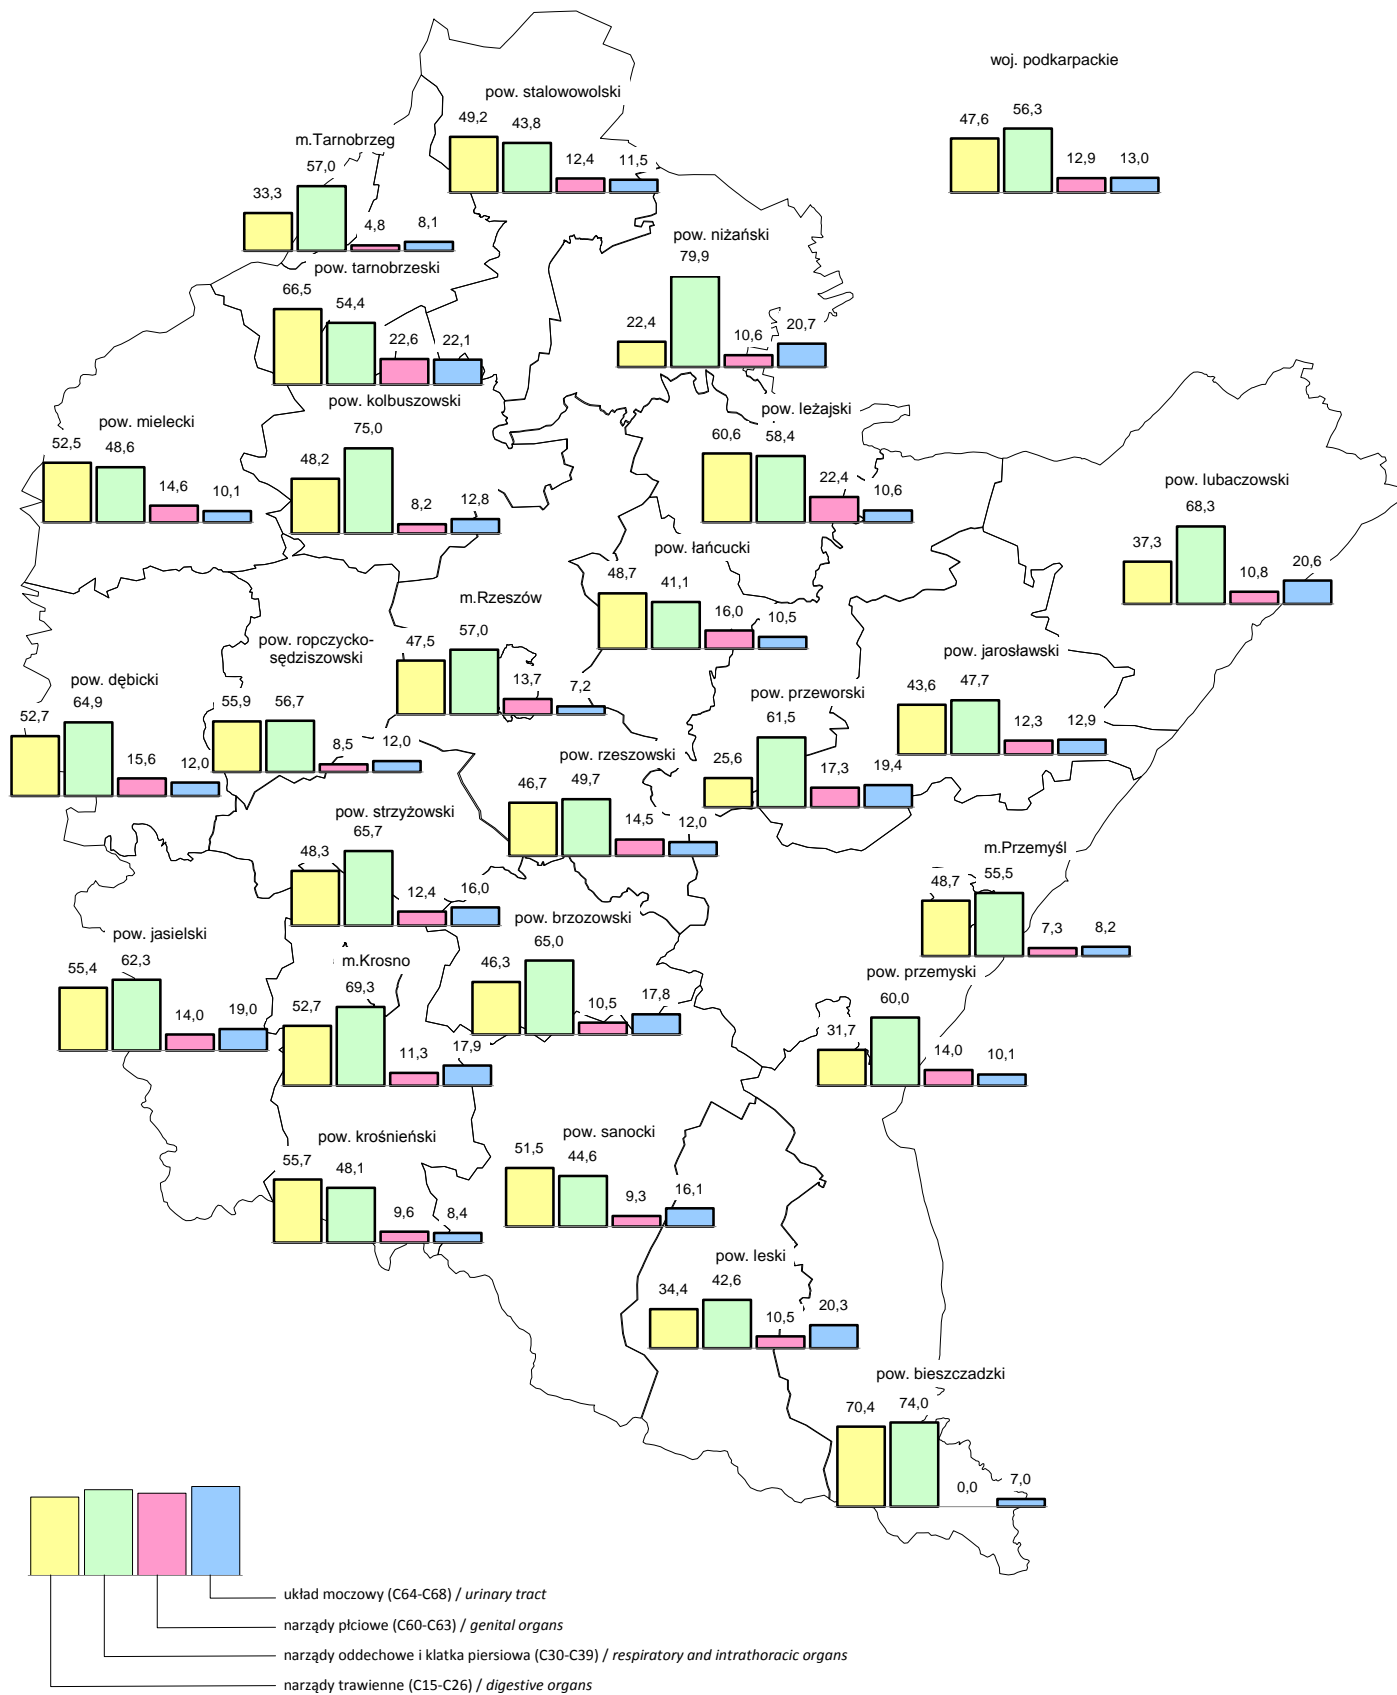 woj. podkarpackie
47,6 56,3 12,9 13,0
pow. stalowowolski
49,2 43,8 12,4 11,5
m.Tarnobrzeg
33,3 57,0 4,8 8,1
pow. niżański
22,4 79,9 10,6 20,7
pow. tarnobrzeski
66,5 54,4 22,6 22,1
pow. kolbuszowski
48,2 75,0 8,2 12,8
pow. mielecki
52,5 48,6 14,6 10,1
pow. leżajski
60,6 58,4 22,4 10,6
pow. lubaczowski
37,3 68,3 10,8 20,6
pow. łańcucki
48,7 41,1 16,0 10,5
m.Rzeszów
47,5 57,0 13,7 7,2
pow. ropczycko-
sędziszowski
55,9 56,7 8,5 12,0
pow. dębicki
52,7 64,9 15,6 12,0
pow. jarosławski
43,6 47,7 12,3 12,9
pow. przeworski
25,6 61,5 17,3 19,4
pow. rzeszowski
46,7 49,7 14,5 12,0
pow. strzyżowski
48,3 65,7 12,4 16,0
m.Przemyśl
48,7 55,5 7,3 8,2
pow. brzozowski
46,3 65,0 10,5 17,8
pow. jasielski
55,4 62,3 14,0 19,0
m.Krosno
52,7 69,3 11,3 17,9
pow. przemyski
31,7 60,0 14,0 10,1
pow. krośnieński
55,7 48,1 9,6 8,4
pow. sanocki
51,5 44,6 9,3 16,1
pow. leski
34,4 42,6 10,5 20,3
pow. bieszczadzki
70,4 74,0 0,0 7,0
układ moczowy (C64-C68) / urinary tract
narządy płciowe (C60-C63) / genital organs
narządy oddechowe i klatka piersiowa (C30-C39) / respiratory and intrathoracic organs
narządy trawienne (C15-C26) / digestive organs